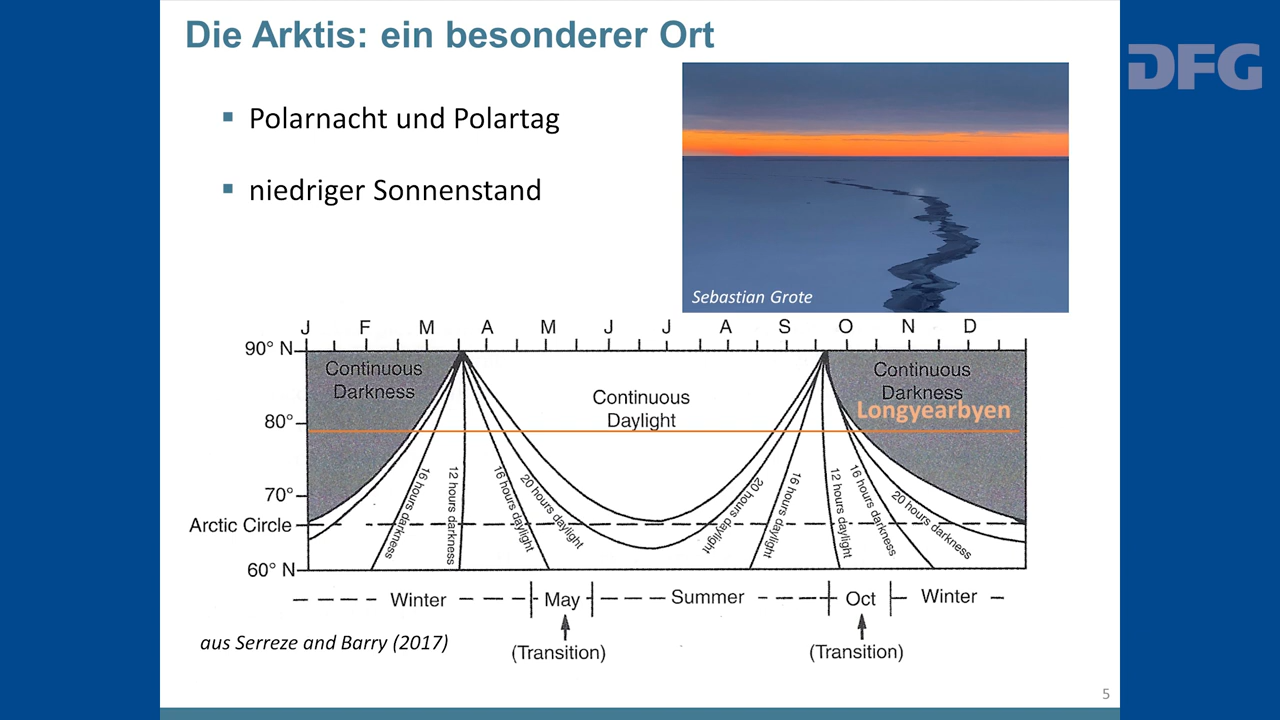 Die Arktis: ein besonderer Ort
DFG
▪ Polarnacht und Polartag
▪ niedriger Sonnenstand
Sebastian Grote
J F M A M J J A S O N D
90° N
Continuous
Darkness
Continuous
Daylight
Continuous
Darkness
Longyearbyen
80°
70°
16 hours darkness
12 hours darkness
16 hours daylight
20 hours daylight
20 hours daylight
16 hours daylight
12 hours daylight
16 hours darkness
20 hours darkness
Arctic Circle
60° N
Winter May Summer Oct Winter
(Transition) (Transition)
aus Serreze and Barry (2017)
5